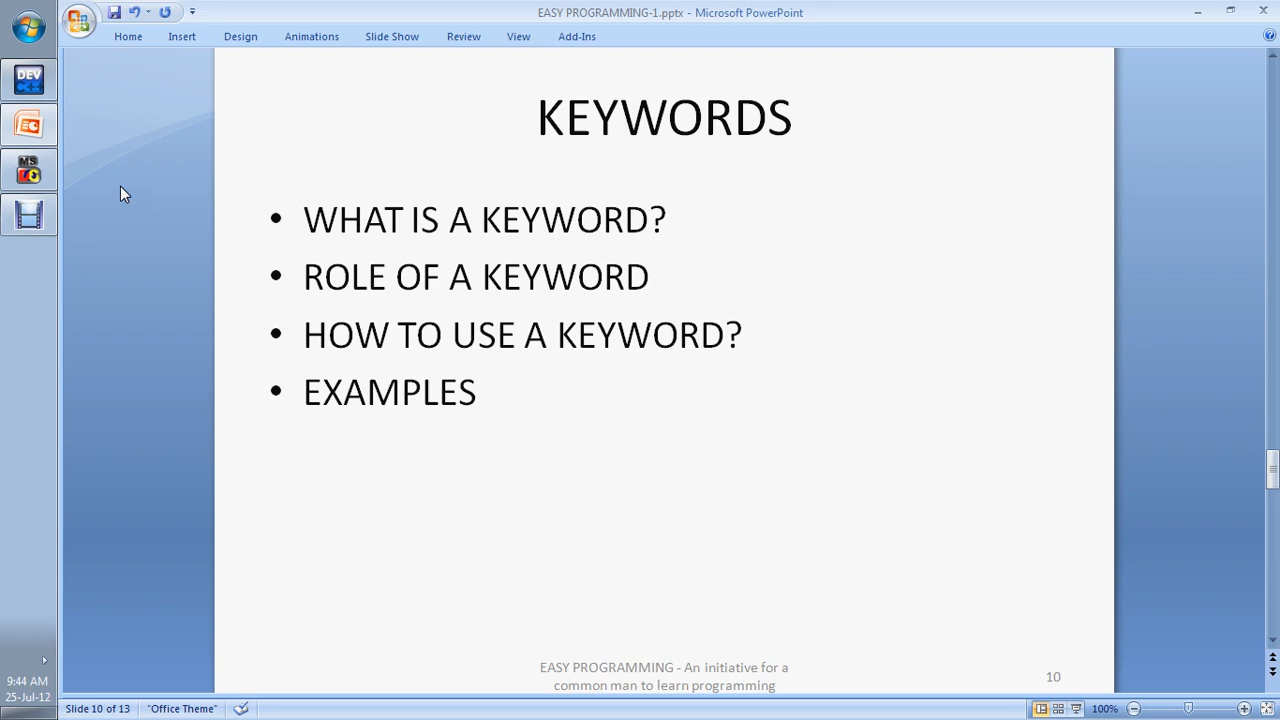 EASY PROGRAMMING-1.pptx - Microsoft PowerPoint
Home Insert Design Animations Slide Show Review View Add-Ins
DEV
C++
MS
KEYWORDS
• WHAT IS A KEYWORD?
• ROLE OF A KEYWORD
• HOW TO USE A KEYWORD?
• EXAMPLES
EASY PROGRAMMING - An initiative for a
common man to learn programming
10
9:44 AM
25-Jul-12
Slide 10 of 13 "Office Theme" 100%